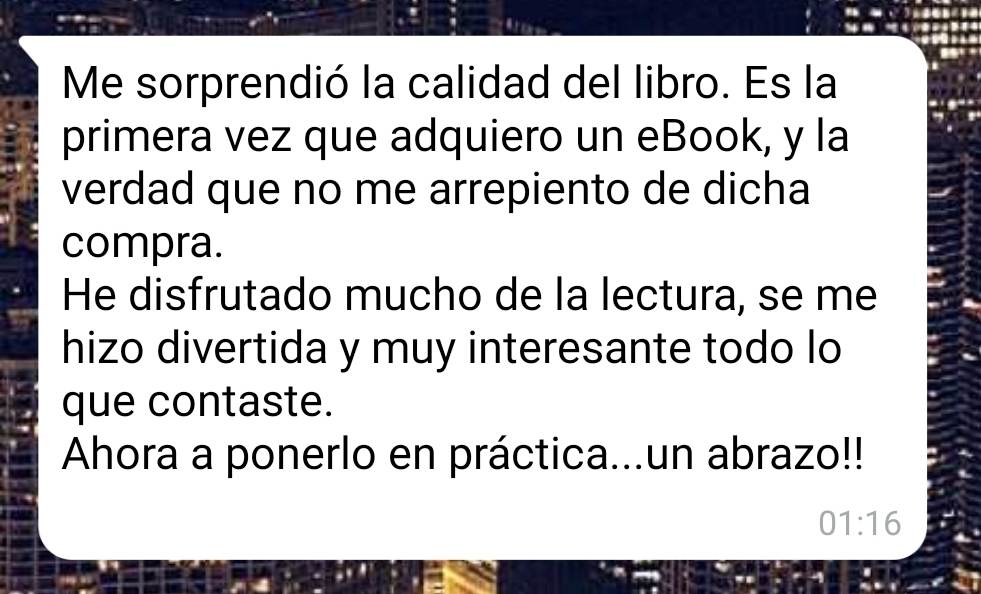 Me sorprendió la calidad del libro. Es la
primera vez que adquiero un eBook, y la
verdad que no me arrepiento de dicha
compra.
He disfrutado mucho de la lectura, se me
hizo divertida y muy interesante todo lo
que contaste.
Ahora a ponerlo en práctica...un abrazo!!
01:16